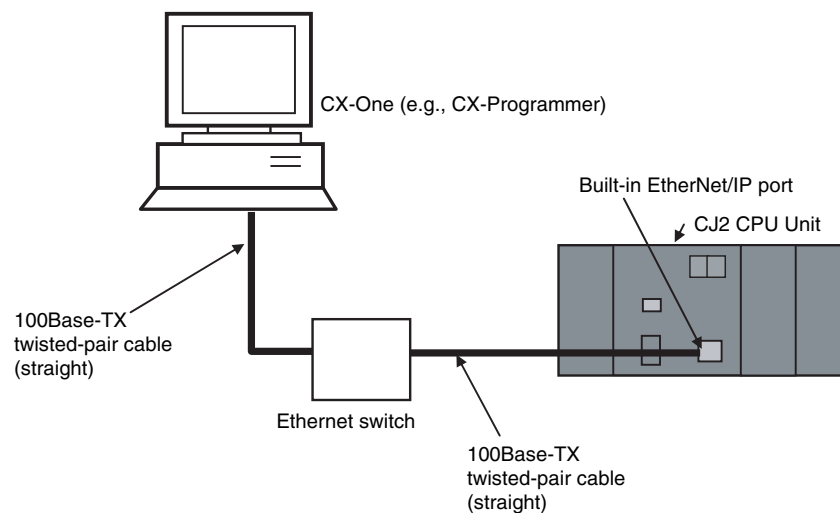 CX-One (e.g., CX-Programmer)
Built-in EtherNet/IP port
CJ2 CPU Unit
100Base-TX
twisted-pair cable
(straight)
Ethernet switch
100Base-TX
twisted-pair cable
(straight)